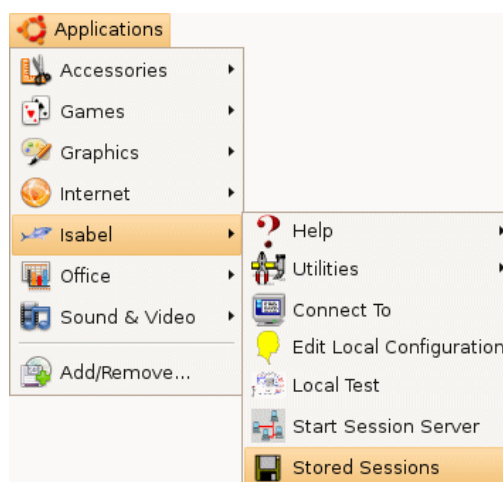 Applications
Accessories
Games
Graphics
Internet
Isabel
Office
Sound & Video
Add/Remove...
Help
Utilities
Connect To
Edit Local Configuration
Local Test
Start Session Server
Stored Sessions